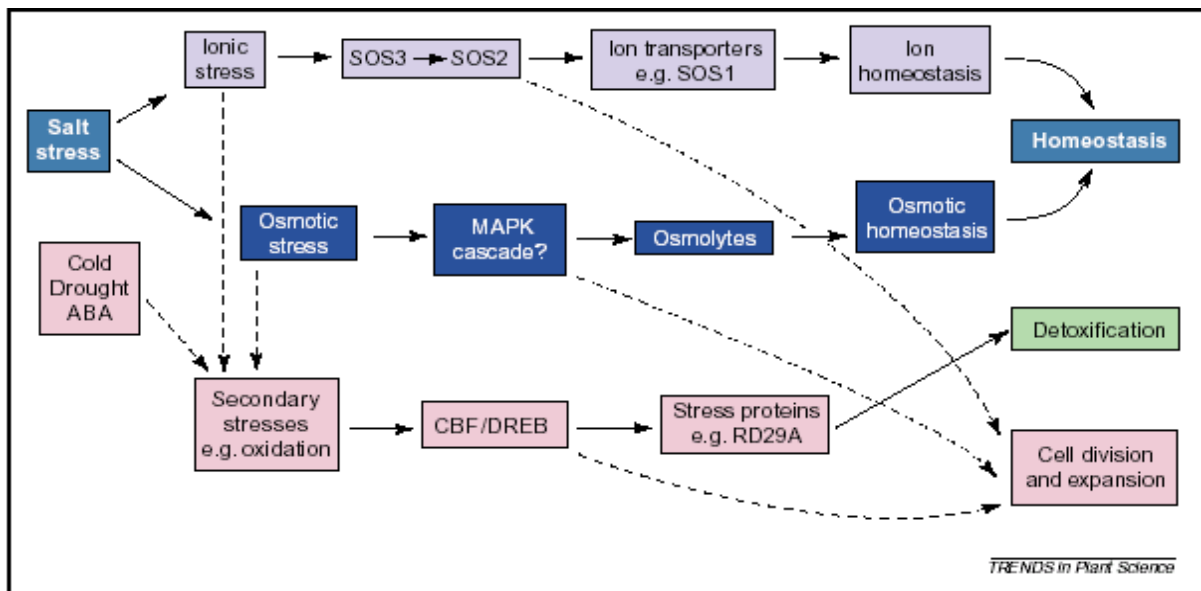 Ionic
stress
SOS3 → SOS2
Ion transporters
e.g. SOS1
Ion
homeostasis
Salt
stress
Homeostasis
Osmotic
stress
MAPK
cascade?
Osmolytes
Osmotic
homeostasis
Cold
Drought
ABA
Detoxification
Secondary
stresses
e.g. oxidation
CBF/DREB
Stress proteins
e.g. RD29A
Cell division
and expansion
TRENDS in Plant Science